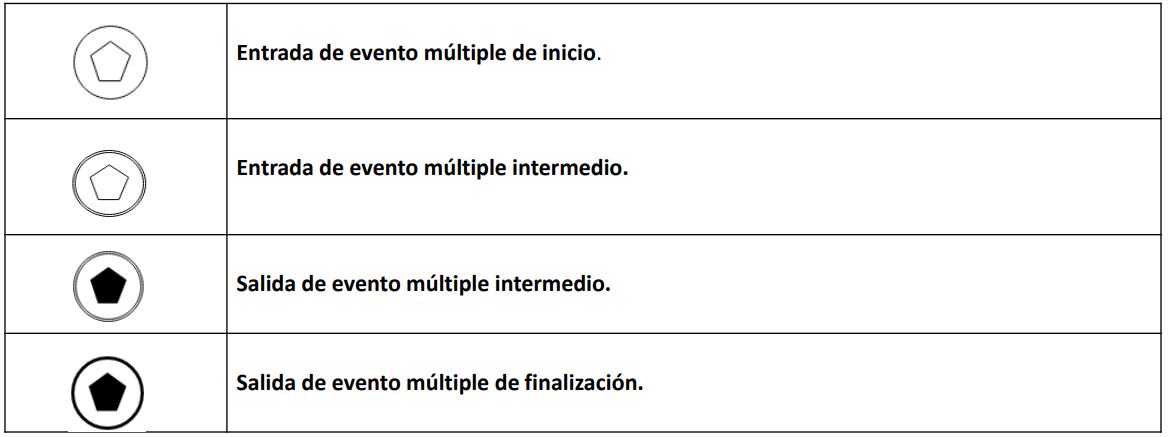 Entrada de evento múltiple de inicio.
Entrada de evento múltiple intermedio.
Salida de evento múltiple intermedio.
Salida de evento múltiple de finalización.